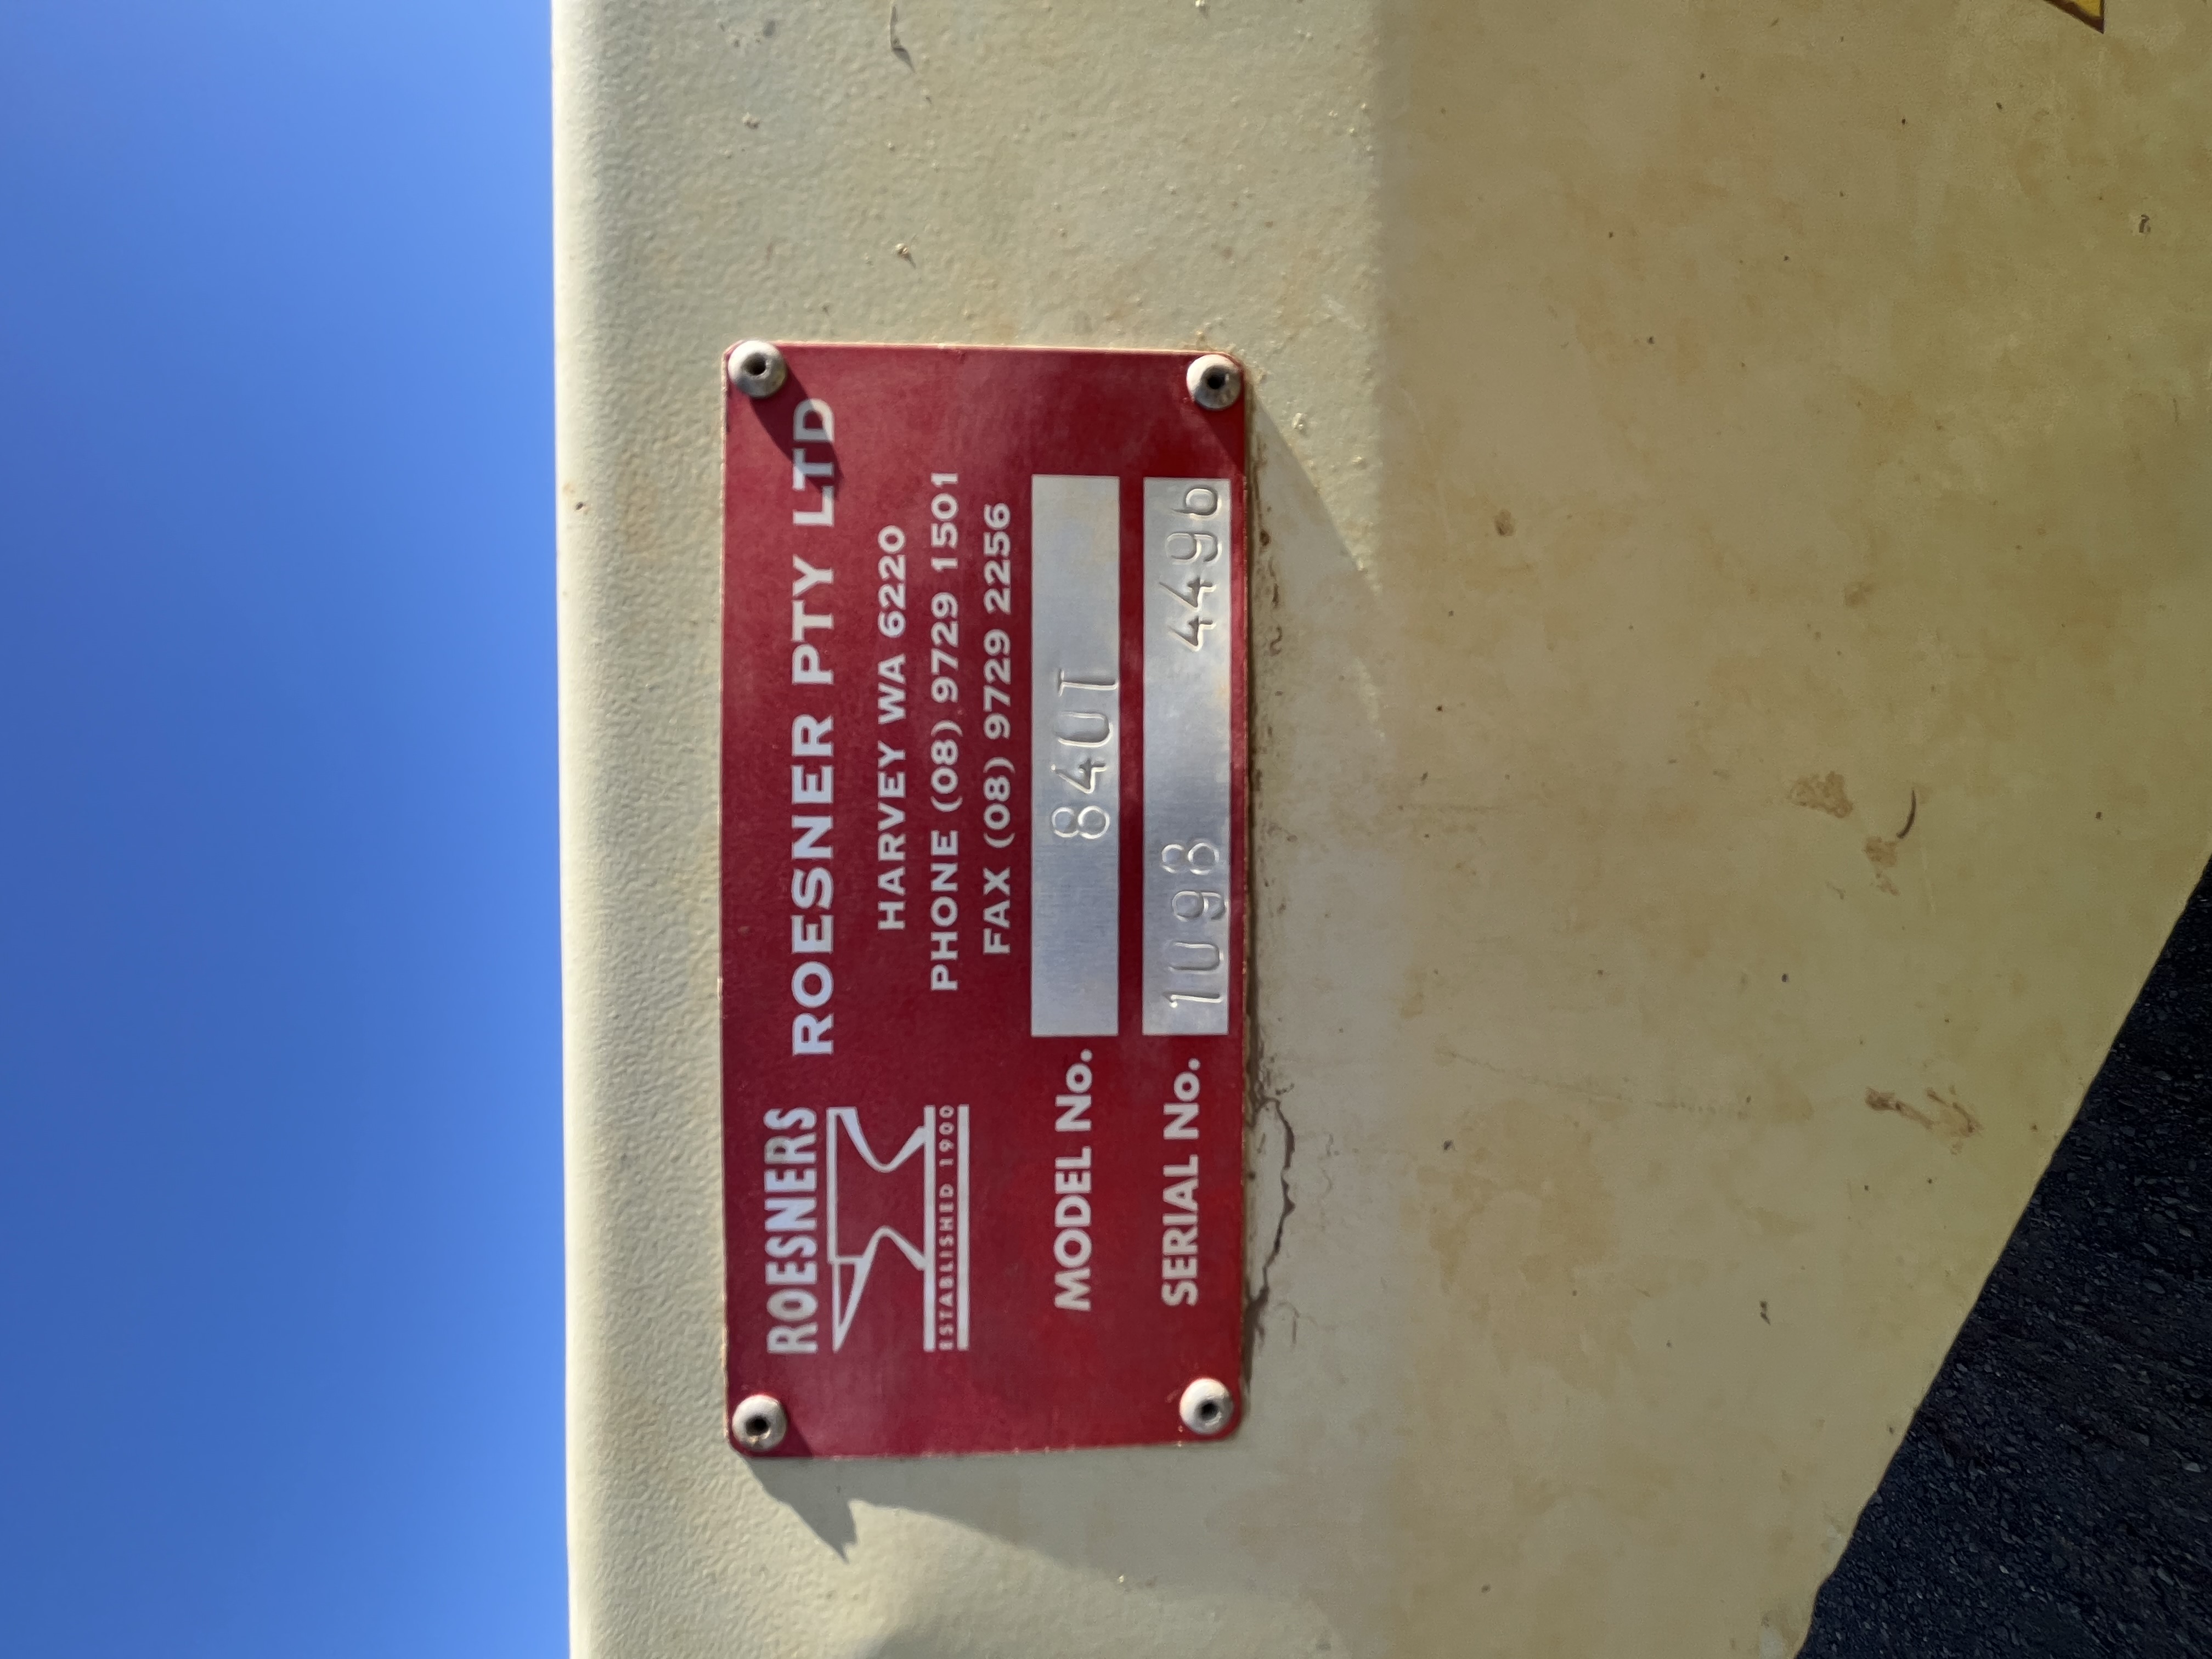 ROESNERS
ESTABLISHED 1900
ROESNER PTY LTD
HARVEY WA 6220
PHONE (08) 9729 1501
FAX (08) 9729 2256
MODEL No. 840T
SERIAL No. 1098 4496